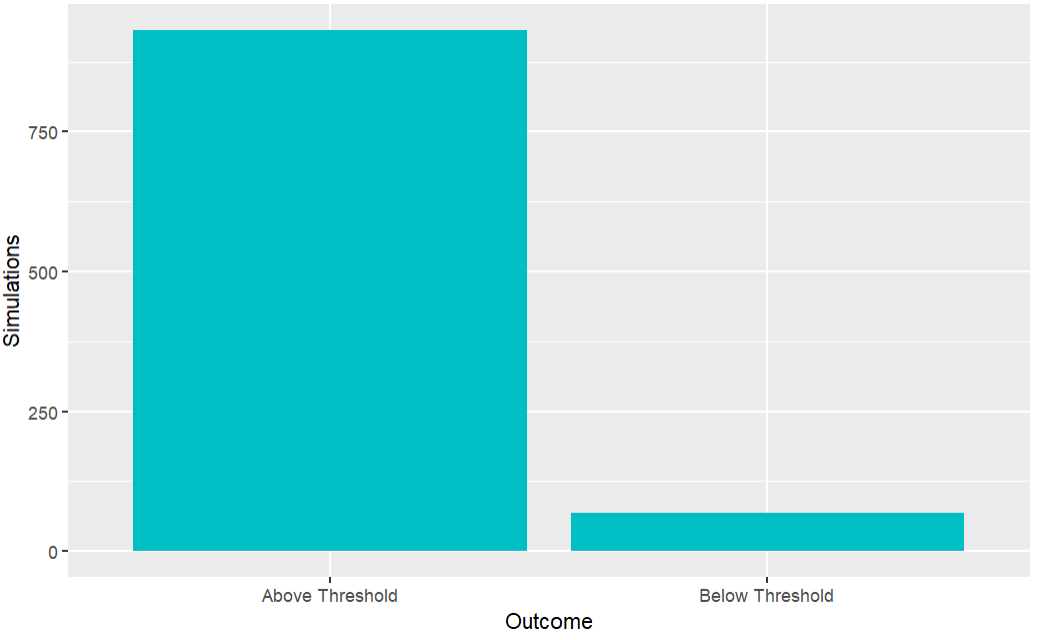 Simulations
750
500
250
0
Above Threshold
Below Threshold
Outcome